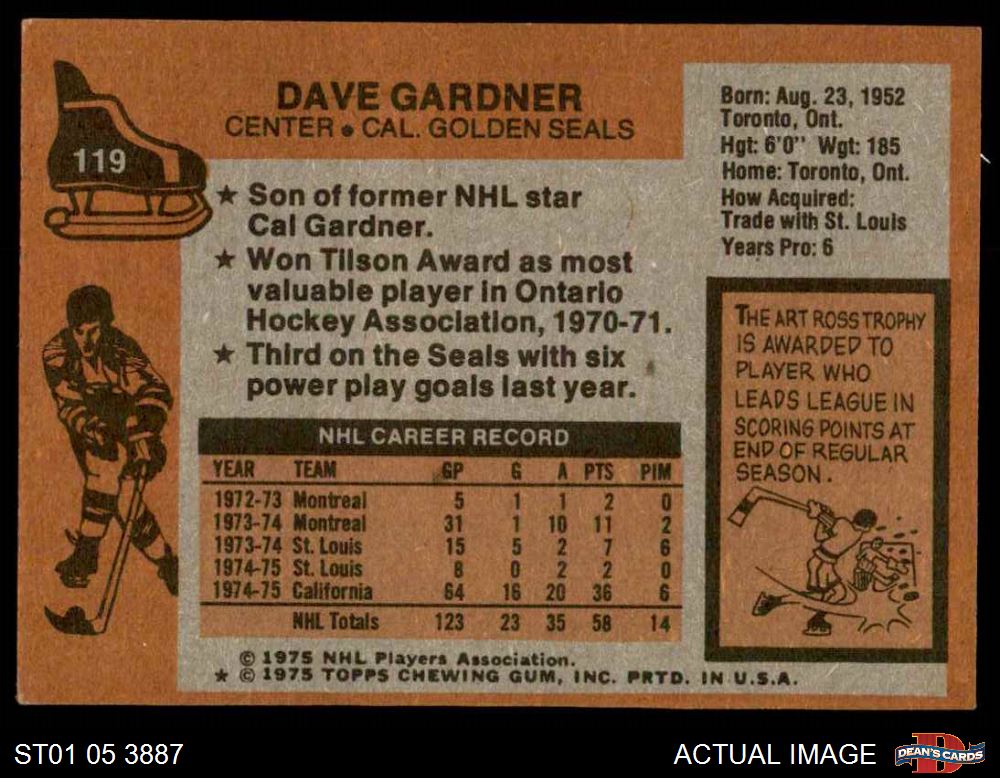 DAVE GARDNER
CENTER • CAL. GOLDEN SEALS
119
★ Son of former NHL star
Cal Gardner.
★ Won Tilson Award as most
valuable player in Ontario
Hockey Association, 1970-71.
★ Third on the Seals with six
power play goals last year.
Born: Aug. 23, 1952
Toronto, Ont.
Hgt: 6'0" Wgt: 185
Home: Toronto, Ont.
How Acquired:
Trade with St. Louis
Years Pro: 6
THE ART ROSS TROPHY
IS AWARDED TO
PLAYER WHO
LEADS LEAGUE IN
SCORING POINTS AT
END OF REGULAR
SEASON.
NHL CAREER RECORD
YEAR TEAM GP G A PTS PIM
1972-73 Montreal 5 1 1 2 0
1973-74 Montreal 31 1 10 11 2
1973-74 St. Louis 15 5 2 7 6
1974-75 St. Louis 8 0 2 2 0
1974-75 California 64 16 20 36 6
NHL Totals 123 23 35 58 14
© 1975 NHL Players Association.
★ © 1975 TOPPS CHEWING GUM, INC. PRTD. IN U.S.A.
ST01 05 3887
ACTUAL IMAGE
D
DEAN'S CARDS